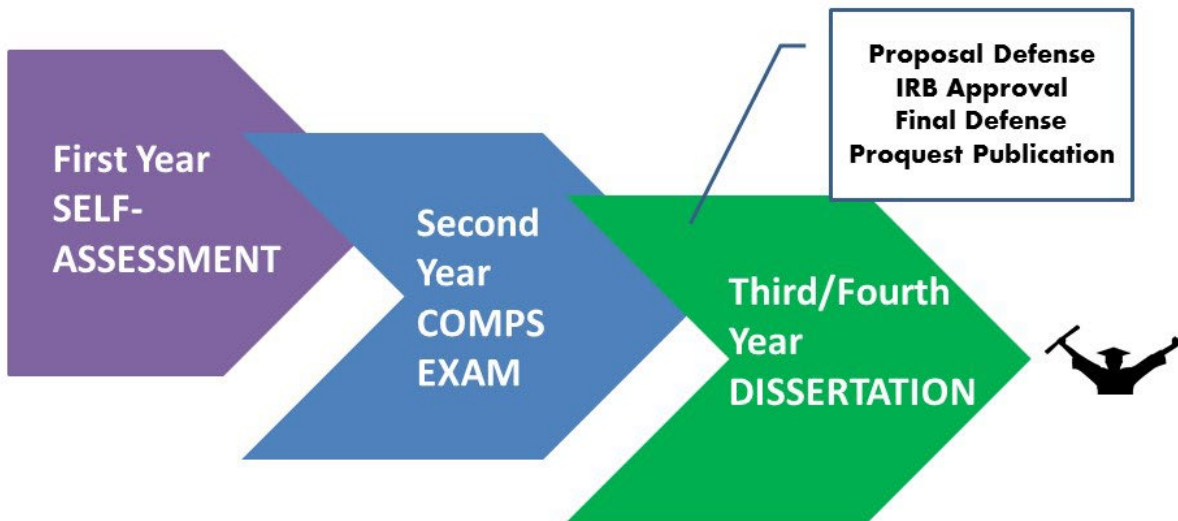 First Year
SELF-
ASSESSMENT
Second
Year
COMPS
EXAM
Third/Fourth
Year
DISSERTATION
Proposal Defense
IRB Approval
Final Defense
Proquest Publication